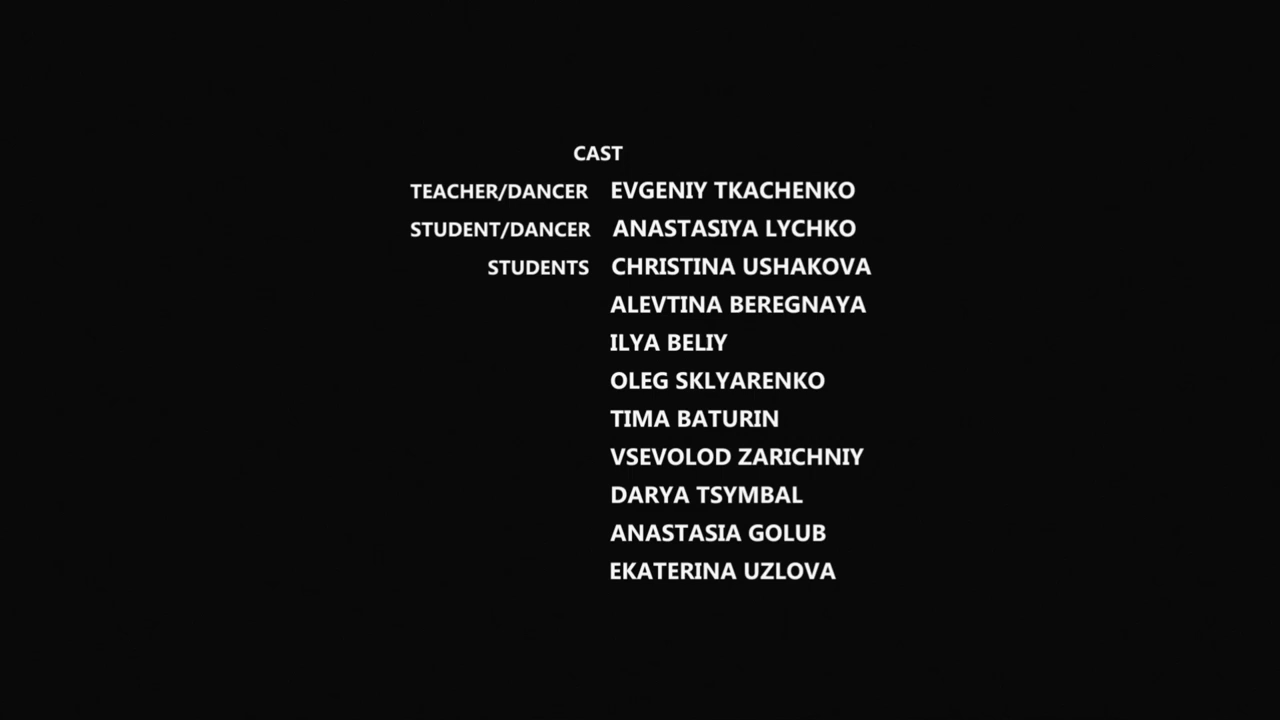 CAST
TEACHER/DANCER EVGENIY TKACHENKO
STUDENT/DANCER ANASTASIYA LYCHKO
STUDENTS CHRISTINA USHAKOVA
ALEVTINA BEREGNAYA
ILYA BELIY
OLEG SKLYARENKO
TIMA BATURIN
VSEVOLOD ZARICHNIY
DARYA TSYMBAL
ANASTASIA GOLUB
EKATERINA UZLOVA